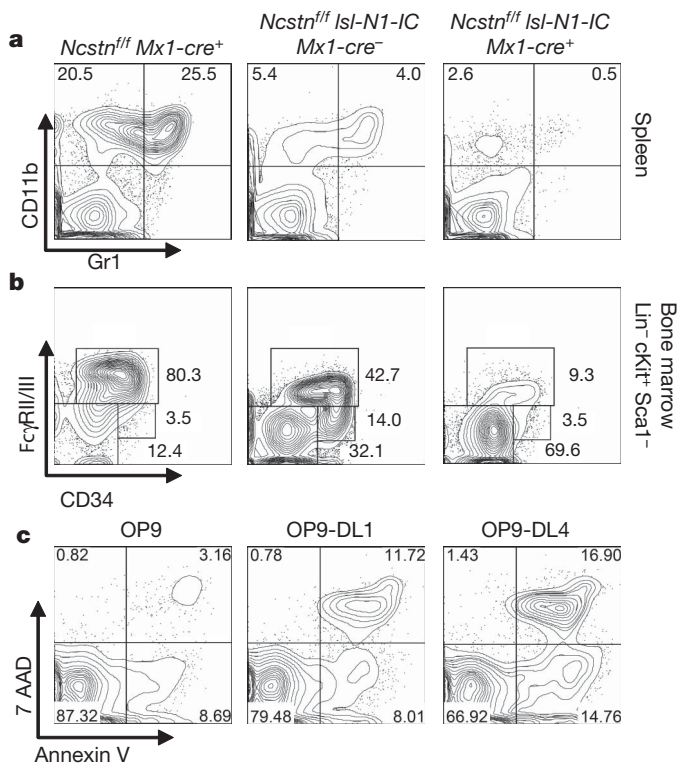 a
Ncstn^f/f Mx1-cre⁺
Ncstn^f/f lsl-N1-IC
Mx1-cre⁻
Ncstn^f/f lsl-N1-IC
Mx1-cre⁺
20.5 25.5
5.4 4.0
2.6 0.5
CD11b
Gr1
Spleen
b
80.3
3.5
12.4
42.7
14.0
32.1
9.3
3.5
69.6
FcγRII/III
CD34
Bone marrow
Lin⁻ cKit⁺ Sca1⁻
c
OP9
OP9-DL1
OP9-DL4
0.82 3.16
87.32 8.69
0.78 11.72
79.48 8.01
1.43 16.90
66.92 14.76
7 AAD
Annexin V